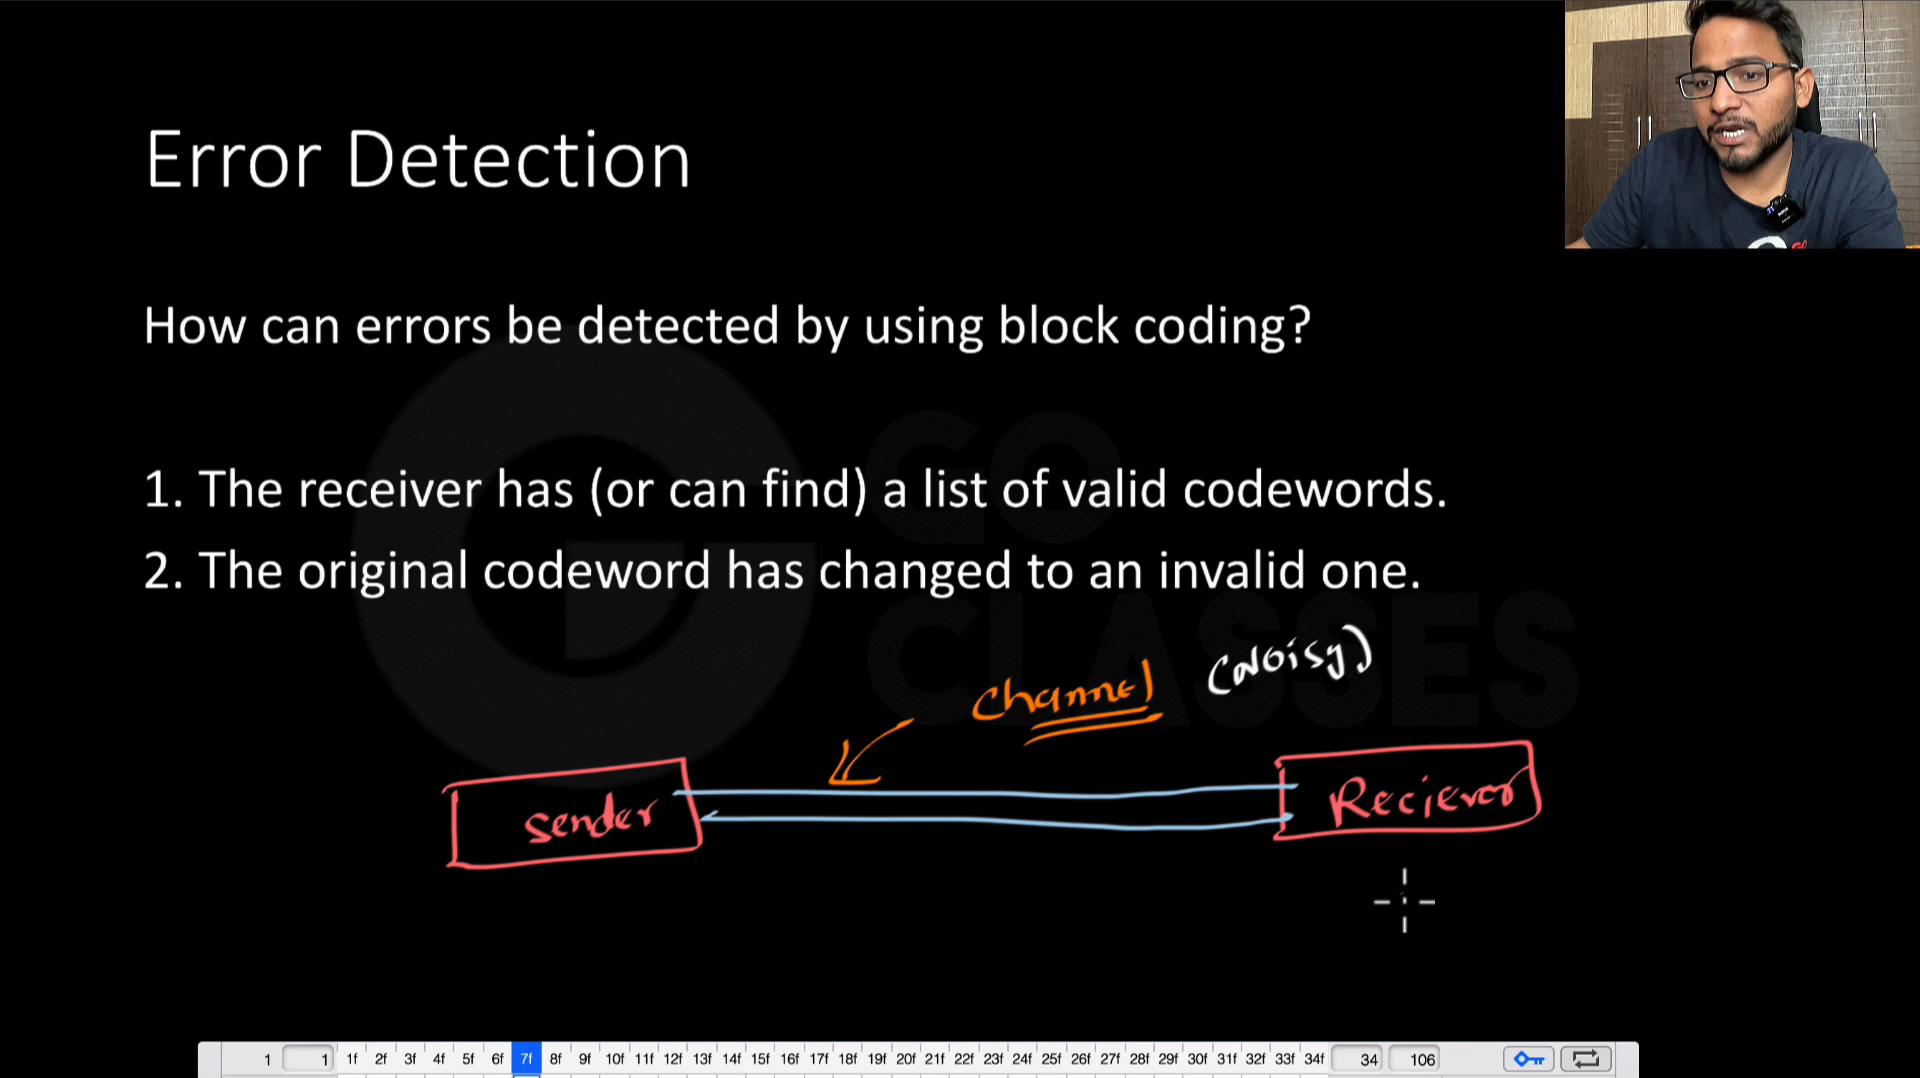 Error Detection
How can errors be detected by using block coding?
1. The receiver has (or can find) a list of valid codewords.
2. The original codeword has changed to an invalid one.
GO
CLASSES
channel (Noisy)
sender
Reciever
1 1 1f 2f 3f 4f 5f 6f 7f 8f 9f 10f 11f 12f 13f 14f 15f 16f 17f 18f 19f 20f 21f 22f 23f 24f 25f 26f 27f 28f 29f 30f 31f 32f 33f 34f 34 106